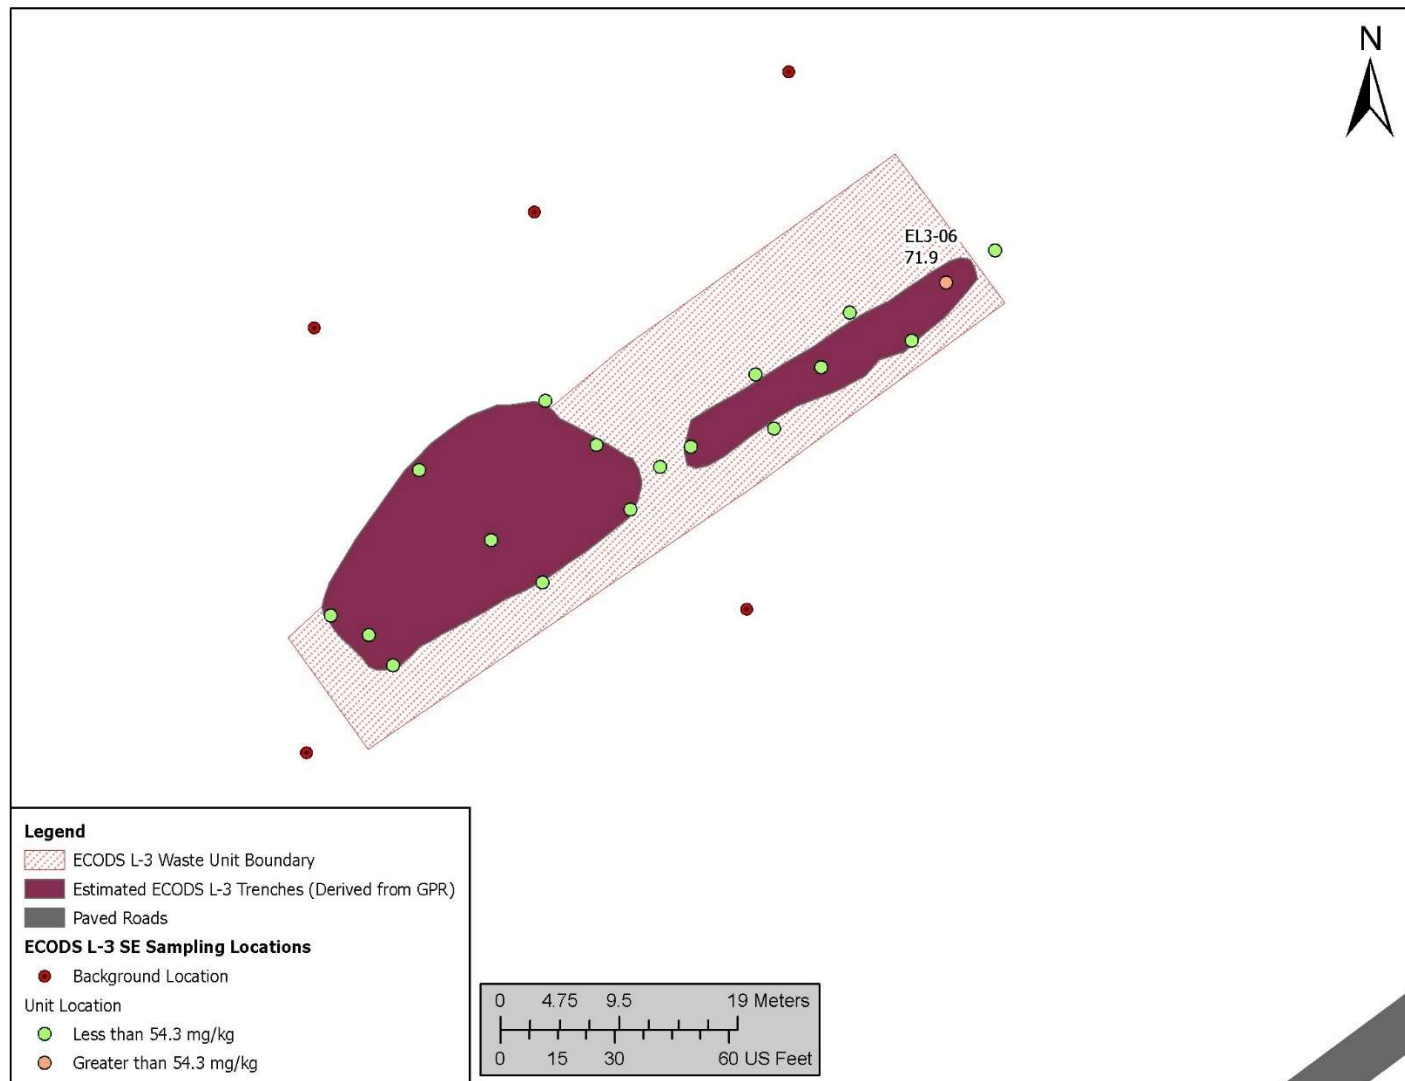 N
EL3-06
71.9
Legend
ECODS L-3 Waste Unit Boundary
Estimated ECODS L-3 Trenches (Derived from GPR)
Paved Roads
ECODS L-3 SE Sampling Locations
Background Location
Unit Location
Less than 54.3 mg/kg
Greater than 54.3 mg/kg
0 4.75 9.5 19 Meters
0 15 30 60 US Feet